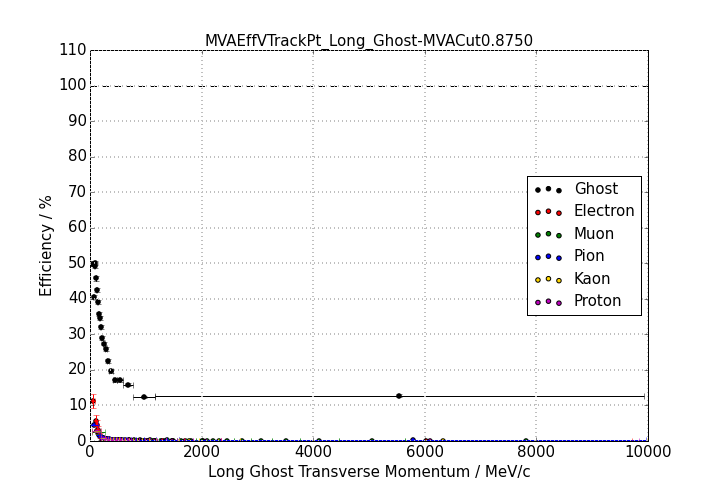 MVAEffVTrackPt_Long_Ghost-MVACut0.8750
110
100
90
80
70
60
50
40
30
20
10
0
Efficiency / %
Ghost
Electron
Muon
Pion
Kaon
Proton
0 2000 4000 6000 8000 10000
Long Ghost Transverse Momentum / MeV/c